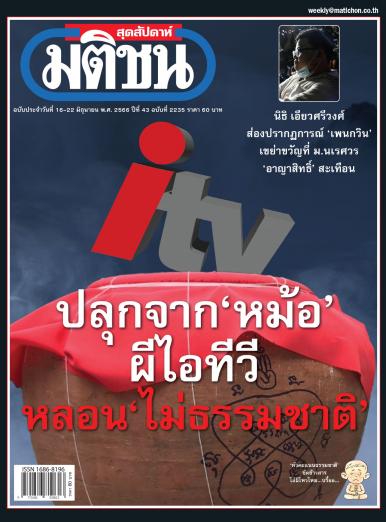 weekly@matichon.co.th
สุดสัปดาห์
มติชน
ฉบับประจำวันที่ 16-22 มิถุนายน พ.ศ. 2566 ปีที่ 43 ฉบับที่ 2235 ราคา 60 บาท
นิธิ เอียวศรีวงศ์
ส่องปรากฏการณ์ 'เพนกวิน'
เขย่าขวัญที่ ม.นเรศวร
'อาญาสิทธิ์' สะเทือน
itv
ปลุกจาก'หม้อ'
ผีไอทีวี
หลอน'ไม่ธรรมชาติ'
ISSN 1686-8196